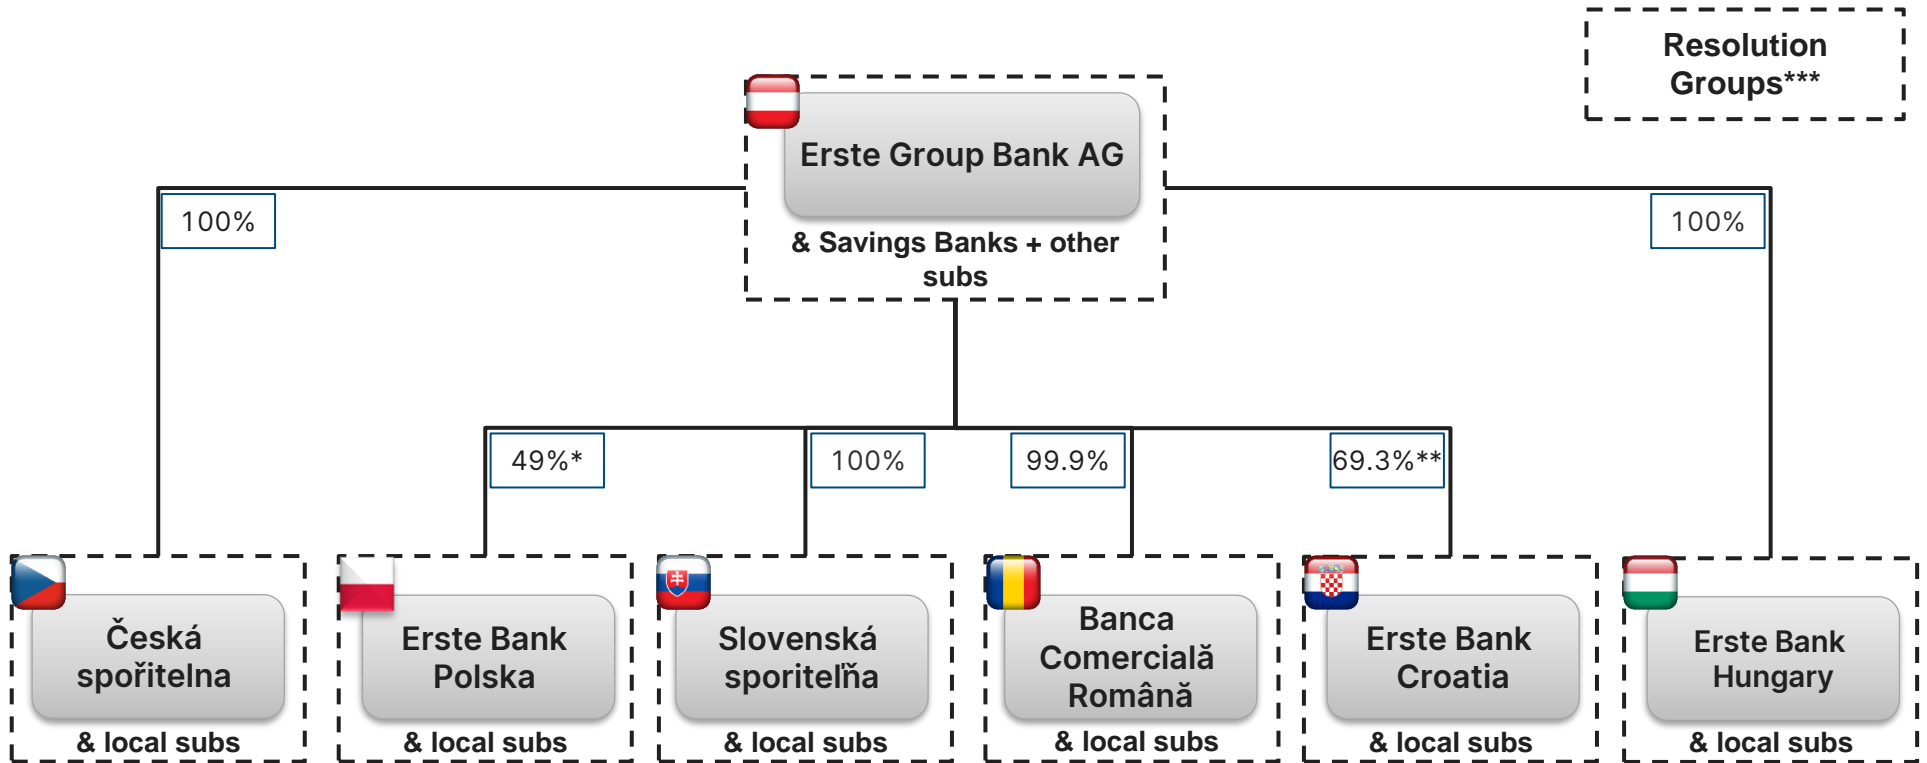 Resolution
Groups***
Erste Group Bank AG
& Savings Banks + other
subs
100%
100%
49%*
100%
99.9%
69.3%**
Česká
spořitelna
& local subs
Erste Bank
Polska
& local subs
Slovenská
sporiteľňa
& local subs
Banca
Comercială
Română
& local subs
Erste Bank
Croatia
& local subs
Erste Bank
Hungary
& local subs